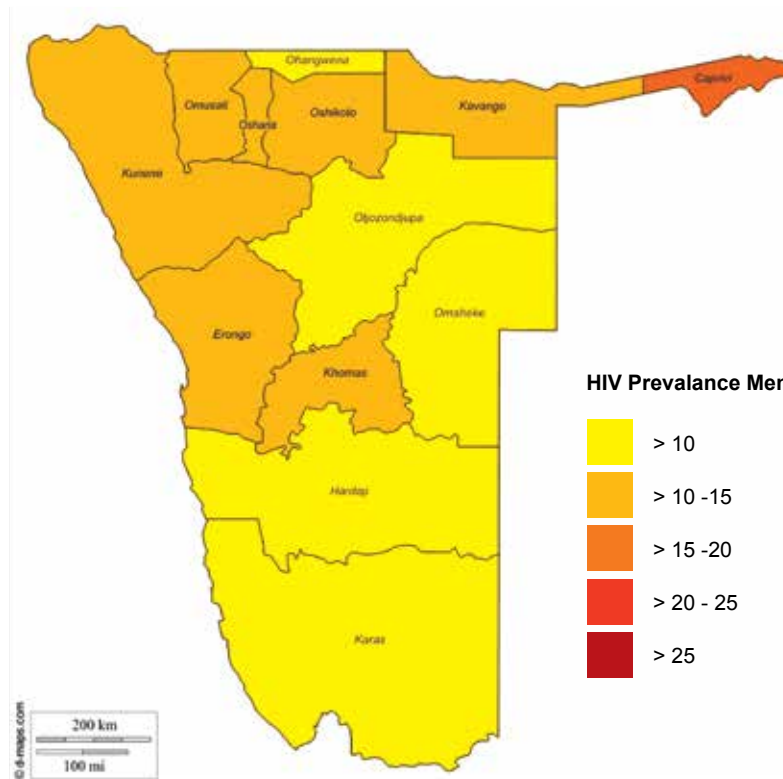 Ohangwena
Caprivi
Omusati
Oshana
Oshikoto
Kavango
Kunene
Otjozondjupa
Omaheke
Erongo
Khomas
HIV Prevalance Men
> 10
> 10 -15
Hardap
> 15 -20
> 20 - 25
Karas
> 25
200 km
100 mi
© d-maps.com